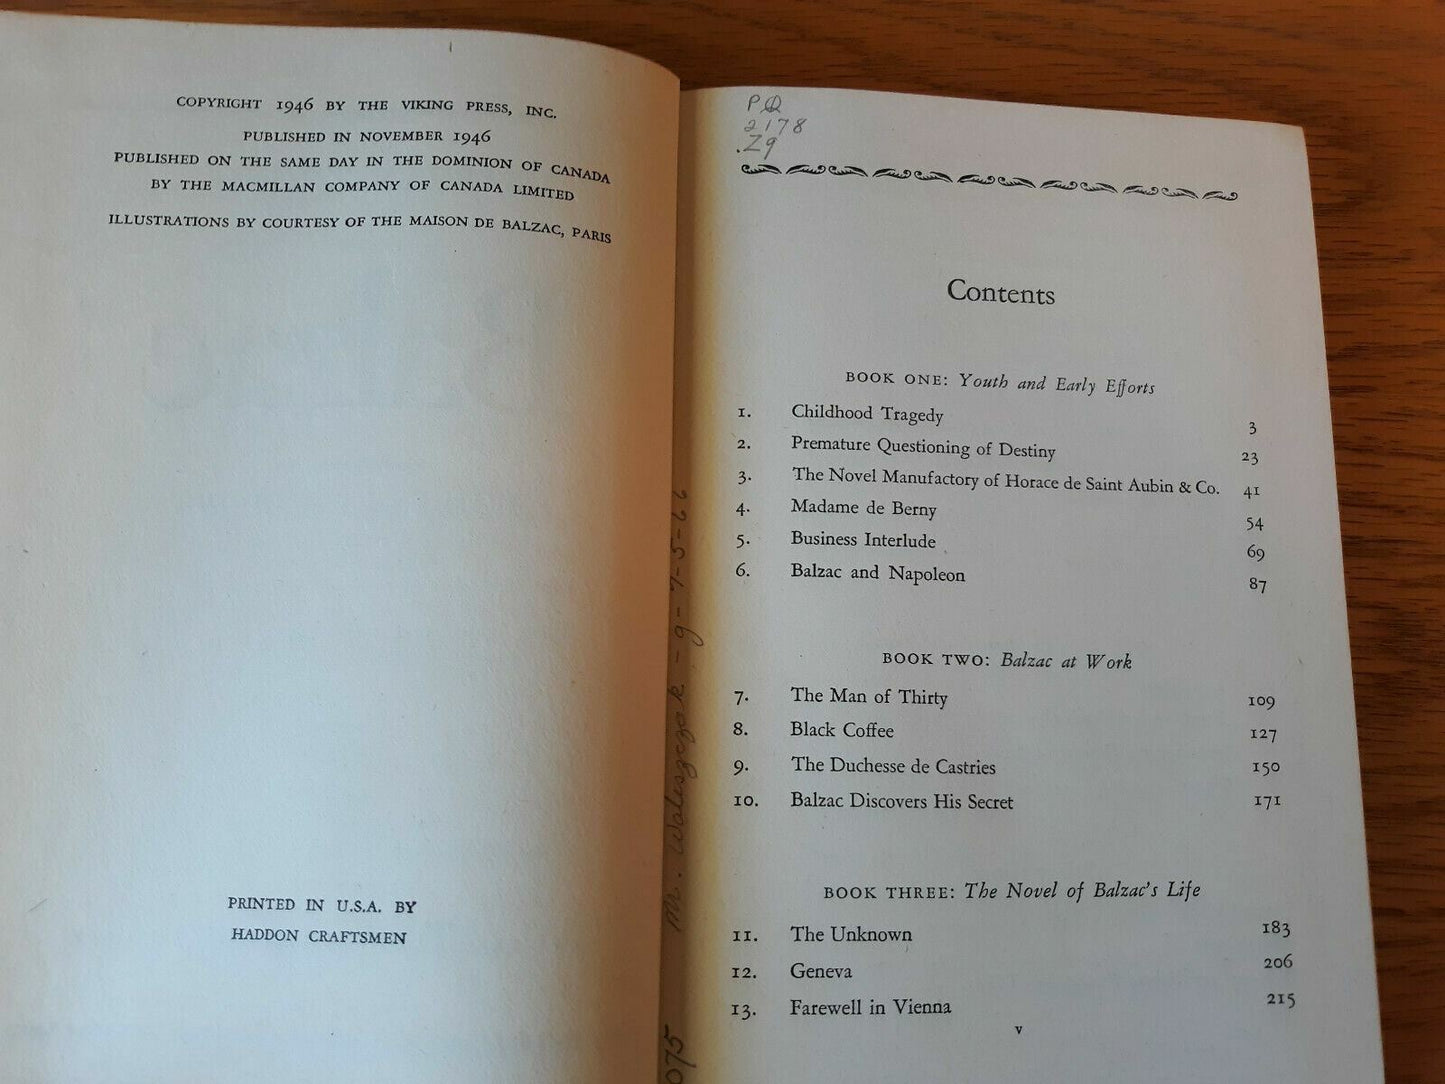 COPYRIGHT 1946 BY THE VIKING PRESS, INC.
PUBLISHED IN NOVEMBER 1946
PUBLISHED ON THE SAME DAY IN THE DOMINION OF CANADA
BY THE MACMILLAN COMPANY OF CANADA LIMITED
ILLUSTRATIONS BY COURTESY OF THE MAISON DE BALZAC, PARIS
PRINTED IN U.S.A. BY
HADDON CRAFTSMEN
075 M. Waleszczak - g - 7-5-66
PQ
2178
.Z9
Contents
BOOK ONE: Youth and Early Efforts
1. Childhood Tragedy 3
2. Premature Questioning of Destiny 23
3. The Novel Manufactory of Horace de Saint Aubin & Co. 41
4. Madame de Berny 54
5. Business Interlude 69
6. Balzac and Napoleon 87
BOOK TWO: Balzac at Work
7. The Man of Thirty 109
8. Black Coffee 127
9. The Duchesse de Castries 150
10. Balzac Discovers His Secret 171
BOOK THREE: The Novel of Balzac's Life
11. The Unknown 183
12. Geneva 206
13. Farewell in Vienna 215
v